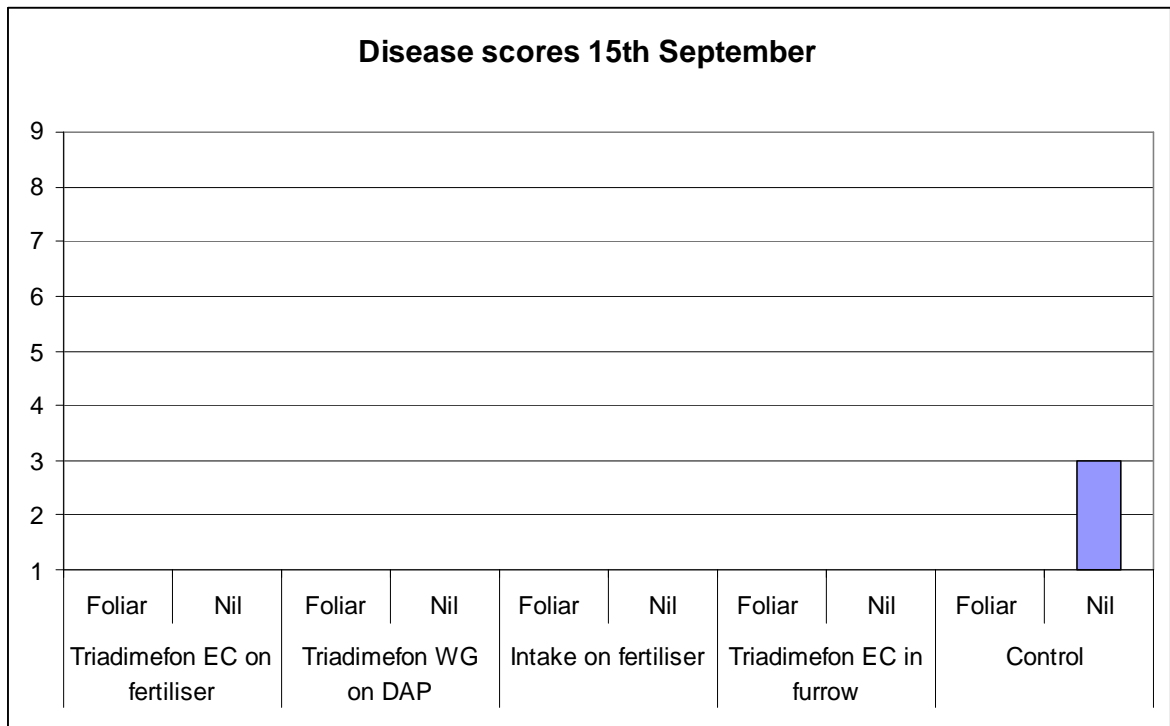 Disease scores 15th September
9
8
7
6
5
4
3
2
1
Foliar Nil Foliar Nil Foliar Nil Foliar Nil Foliar Nil
Triadimefon EC on Triadimefon WG Intake on fertiliser Triadimefon EC in Control
fertiliser on DAP furrow